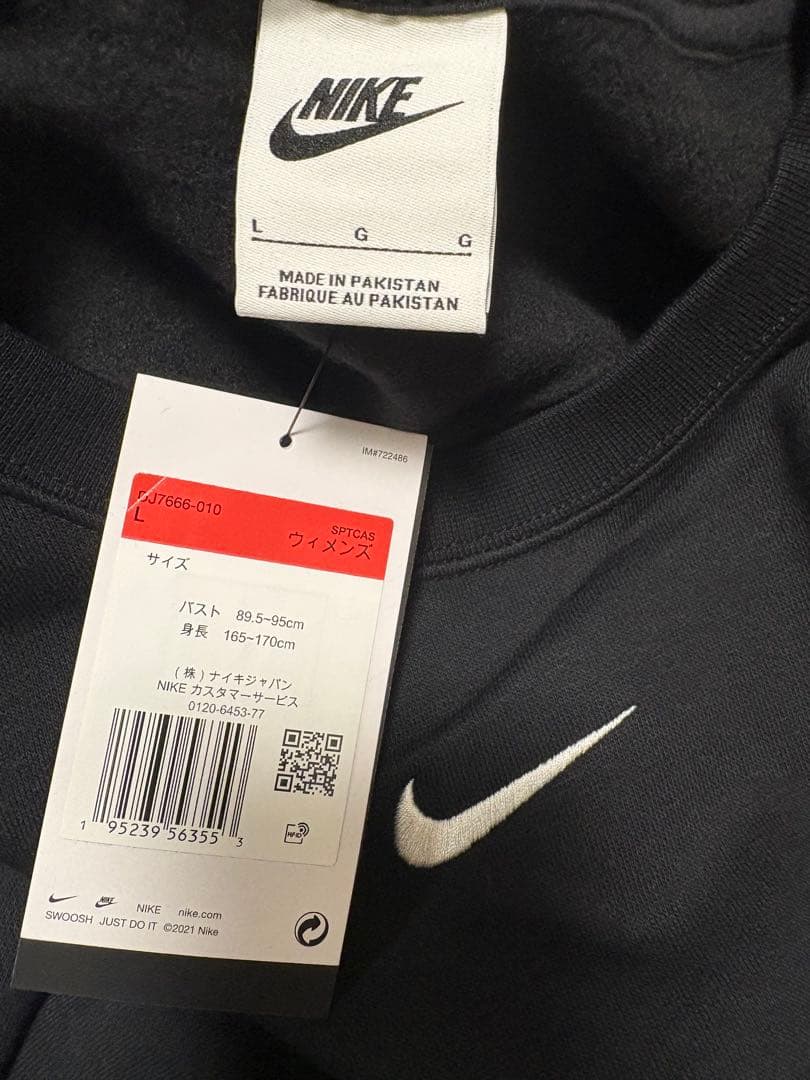 NIKE
L G G
MADE IN PAKISTAN
FABRIQUE AU PAKISTAN
IM#722486
DJ7666-010
L
SPTCAS
ウィメンズ
サイズ
バスト 89.5~95cm
身長 165~170cm
(株)ナイキジャパン
NIKE カスタマーサービス
0120-6453-77
1 95239 56355 3
RFID
NIKE
NIKE nike.com
SWOOSH JUST DO IT ©2021 Nike